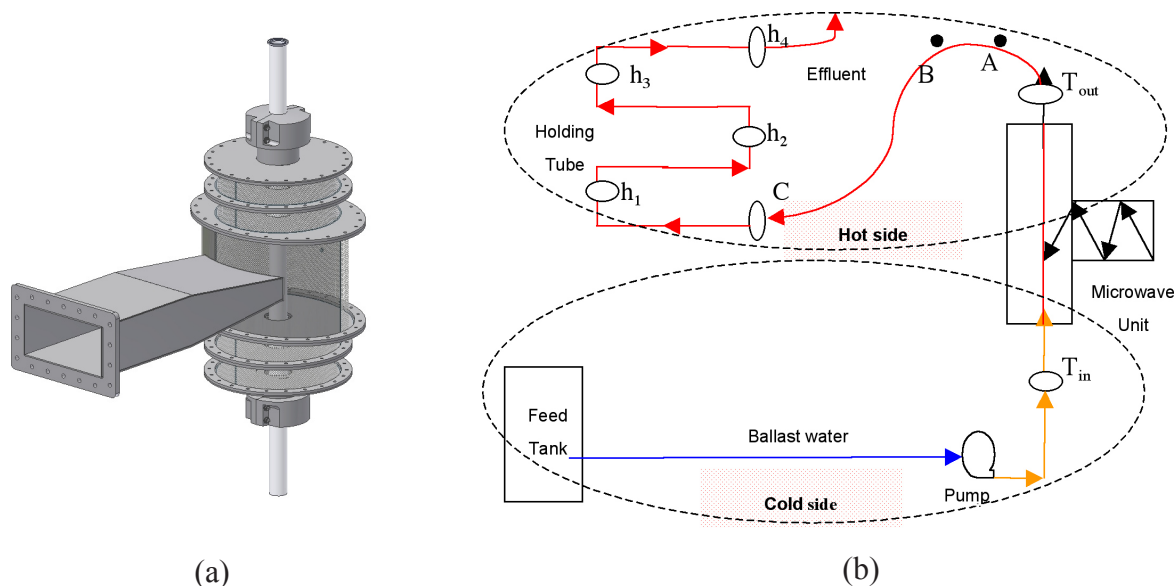 h4
h3
Effluent
B
A
Tout
Holding
Tube
h2
h1
C
Hot side
Microwave
Unit
Tin
Feed
Tank
Ballast water
Pump
Cold side
(a)
(b)